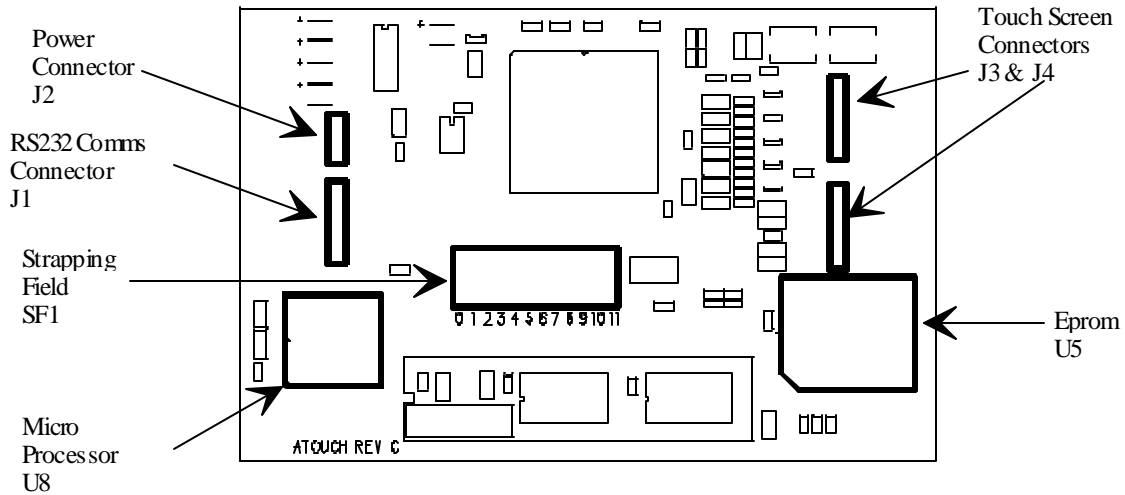 Power
Connector
J2
RS232 Comms
Connector
J1
Strapping
Field
SF1
Micro
Processor
U8
Touch Screen
Connectors
J3 & J4
Eprom
U5
0 1 2 3 4 5 6 7 8 9 10 11
ATOUCH REV C